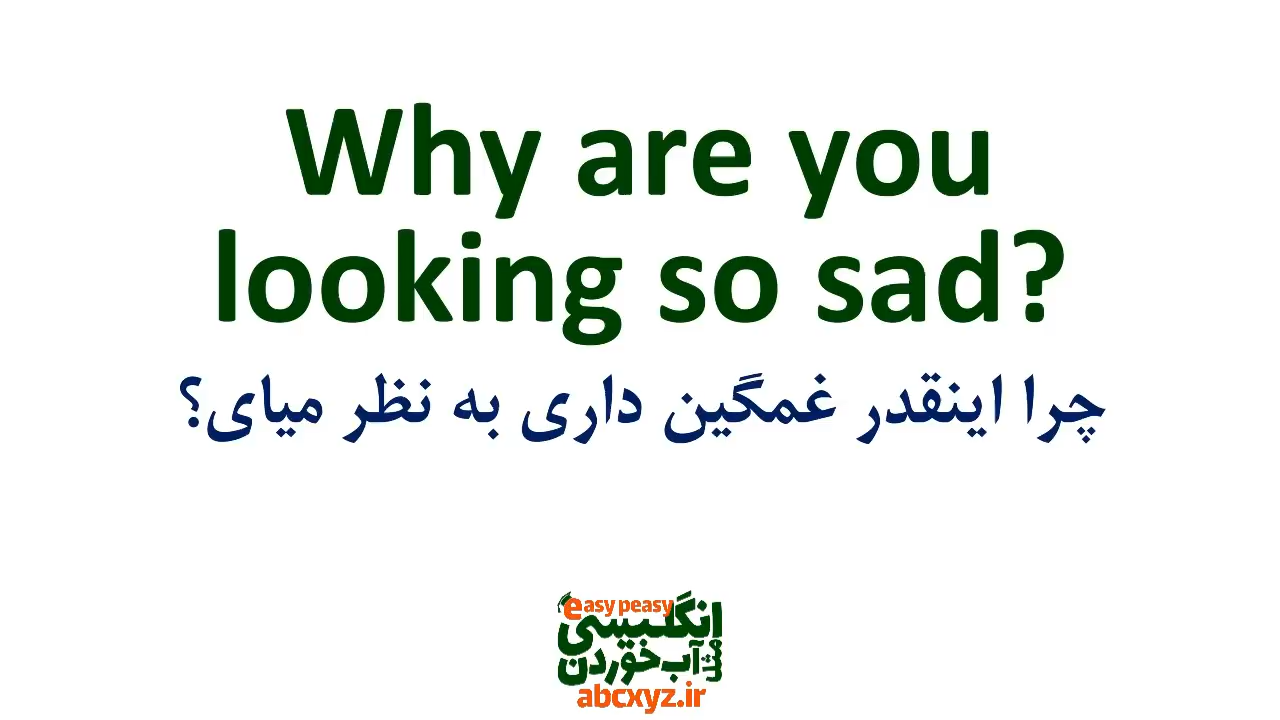 Why are you
looking so sad?
چرا اینقدر غمگین داری به نظر میای؟
easy peasy
انگلیسی
مثل آب خوردن
abcxyz.ir